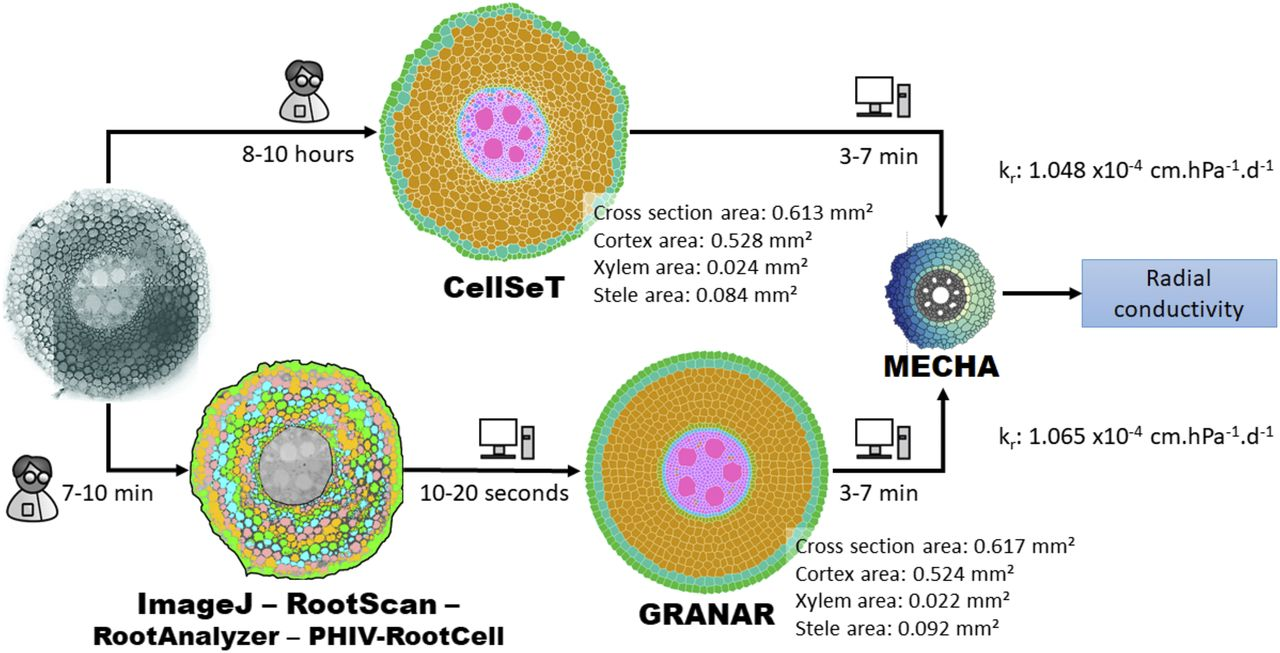 8-10 hours
3-7 min
kr: 1.048 x10-4 cm.hPa-1.d-1
Cross section area: 0.613 mm²
Cortex area: 0.528 mm²
Xylem area: 0.024 mm²
Stele area: 0.084 mm²
CellSeT
Radial
conductivity
MECHA
kr: 1.065 x10-4 cm.hPa-1.d-1
7-10 min
10-20 seconds
3-7 min
Cross section area: 0.617 mm²
Cortex area: 0.524 mm²
Xylem area: 0.022 mm²
Stele area: 0.092 mm²
ImageJ – RootScan –
RootAnalyzer – PHIV-RootCell
GRANAR